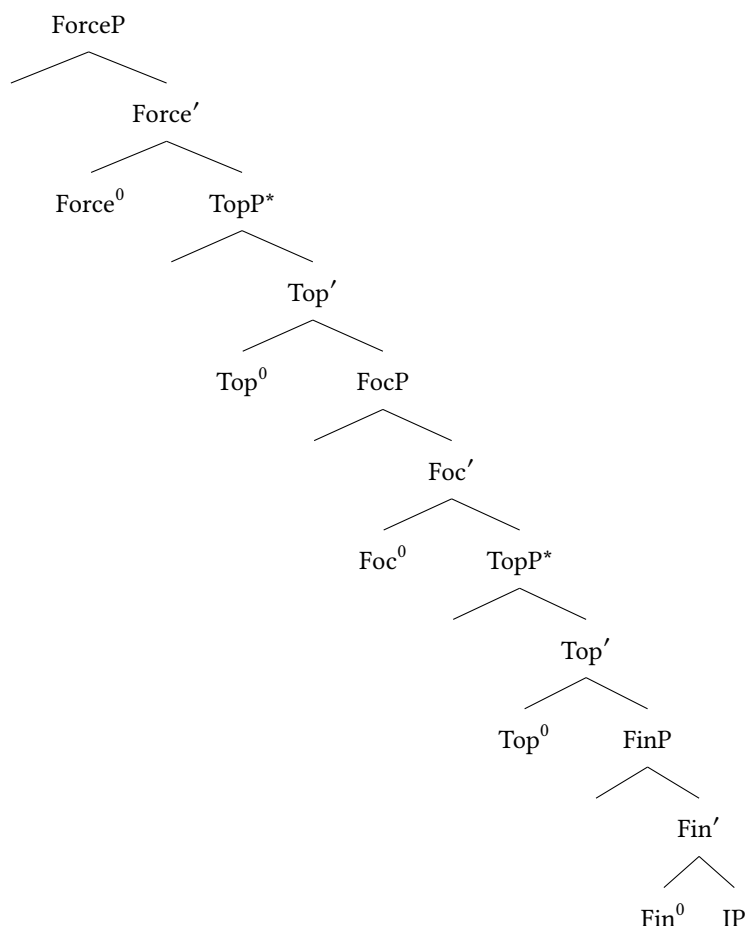 ForceP
Force′
Force⁰ TopP*
Top′
Top⁰ FocP
Foc′
Foc⁰ TopP*
Top′
Top⁰ FinP
Fin′
Fin⁰ IP